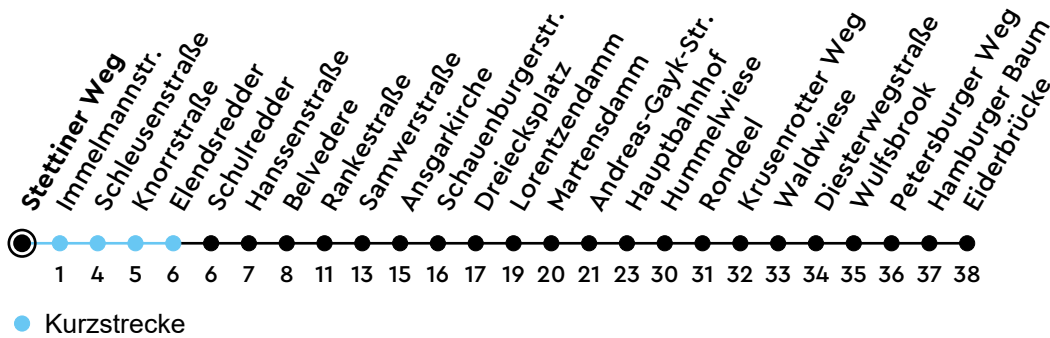 Stettiner Weg
Immelmannstr.
Schleusenstraße
Knorrstraße
Elendsredder
Schulredder
Hanssenstraße
Belvedere
Rankestraße
Samwerstraße
Ansgarkirche
Schauenburgerstr.
Dreiecksplatz
Lorentzendamm
Martensdamm
Andreas-Gayk-Str.
Hauptbahnhof
Hummelwiese
Rondeel
Krusenrotter Weg
Waldwiese
Diesterwegstraße
Wulfsbrook
Petersburger Weg
Hamburger Baum
Eiderbrücke
1 4 5 6 6 7 8 11 13 15 16 17 19 20 21 23 30 31 32 33 34 35 36 37 38
Kurzstrecke